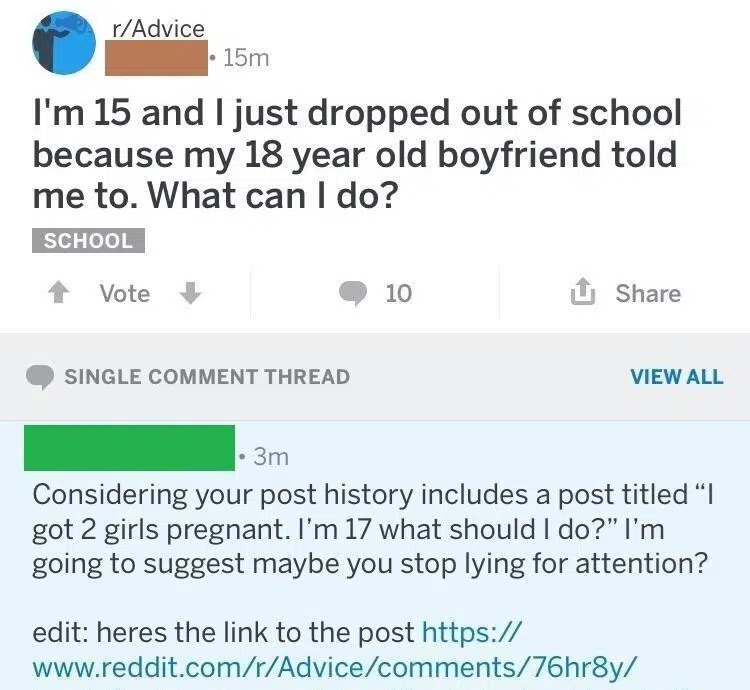 r/Advice
• 15m
I'm 15 and I just dropped out of school
because my 18 year old boyfriend told
me to. What can I do?
SCHOOL
Vote 10 Share
SINGLE COMMENT THREAD VIEW ALL
• 3m
Considering your post history includes a post titled “I
got 2 girls pregnant. I’m 17 what should I do?” I’m
going to suggest maybe you stop lying for attention?
edit: heres the link to the post https://
www.reddit.com/r/Advice/comments/76hr8y/